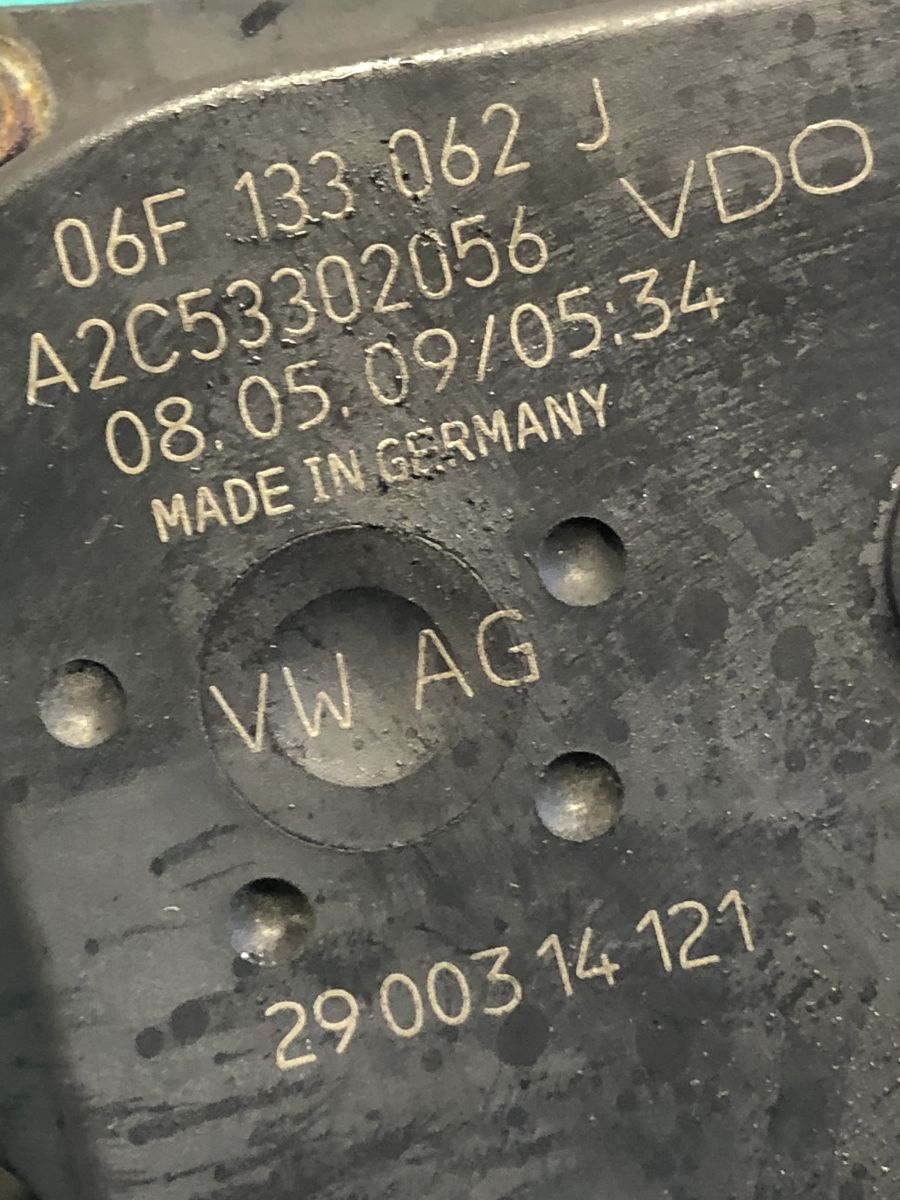 06F 133 062 J
VDO
A2C53302056
08.05.09/05:34
MADE IN GERMANY
VW AG
29 003 14 121